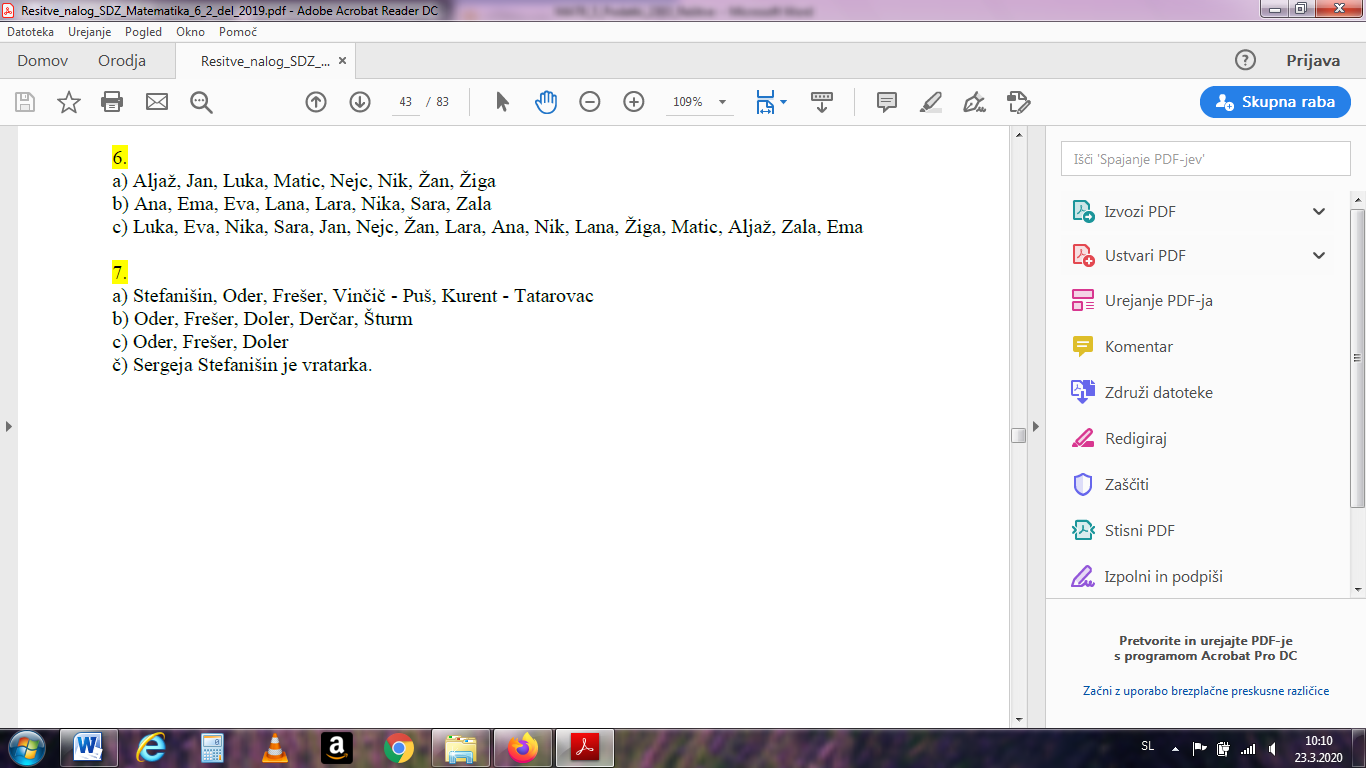 Resitve_nalog_SDZ_Matematika_6_2_del_2019.pdf - Adobe Acrobat Reader DC
Datoteka Urejanje Pogled Okno Pomoč
Domov Orodja Resitve_nalog_SDZ_... × Prijava
43 / 83 109% Skupna raba
6.
a) Aljaž, Jan, Luka, Matic, Nejc, Nik, Žan, Žiga
b) Ana, Ema, Eva, Lana, Lara, Nika, Sara, Zala
c) Luka, Eva, Nika, Sara, Jan, Nejc, Žan, Lara, Ana, Nik, Lana, Žiga, Matic, Aljaž, Zala, Ema
7.
a) Stefanišin, Oder, Frešer, Vinčič - Puš, Kurent - Tatarovac
b) Oder, Frešer, Doler, Derčar, Šturm
c) Oder, Frešer, Doler
č) Sergeja Stefanišin je vratarka.
Išči 'Spajanje PDF-jev'
Izvozi PDF
Ustvari PDF
Urejanje PDF-ja
Komentar
Združi datoteke
Redigiraj
Zaščiti
Stisni PDF
Izpolni in podpiši
Pretvorite in urejajte PDF-je
s programom Acrobat Pro DC
Začni z uporabo brezplačne preskusne različice
SL
10:10
23.3.2020